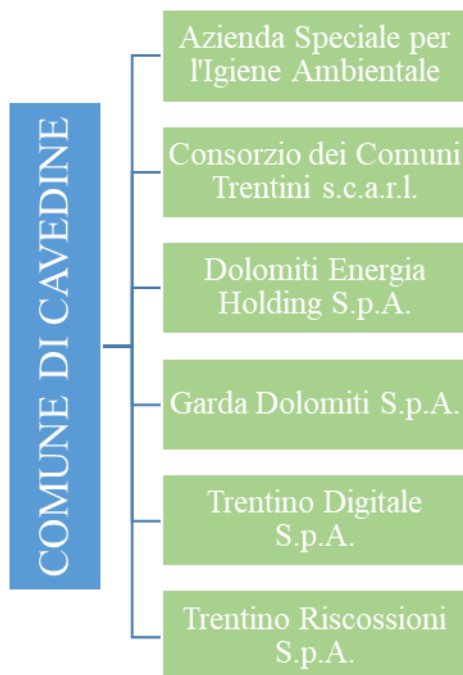 COMUNE DI CAVEDINE
Azienda Speciale per
l'Igiene Ambientale
Consorzio dei Comuni
Trentini s.c.a.r.l.
Dolomiti Energia
Holding S.p.A.
Garda Dolomiti S.p.A.
Trentino Digitale
S.p.A.
Trentino Riscossioni
S.p.A.